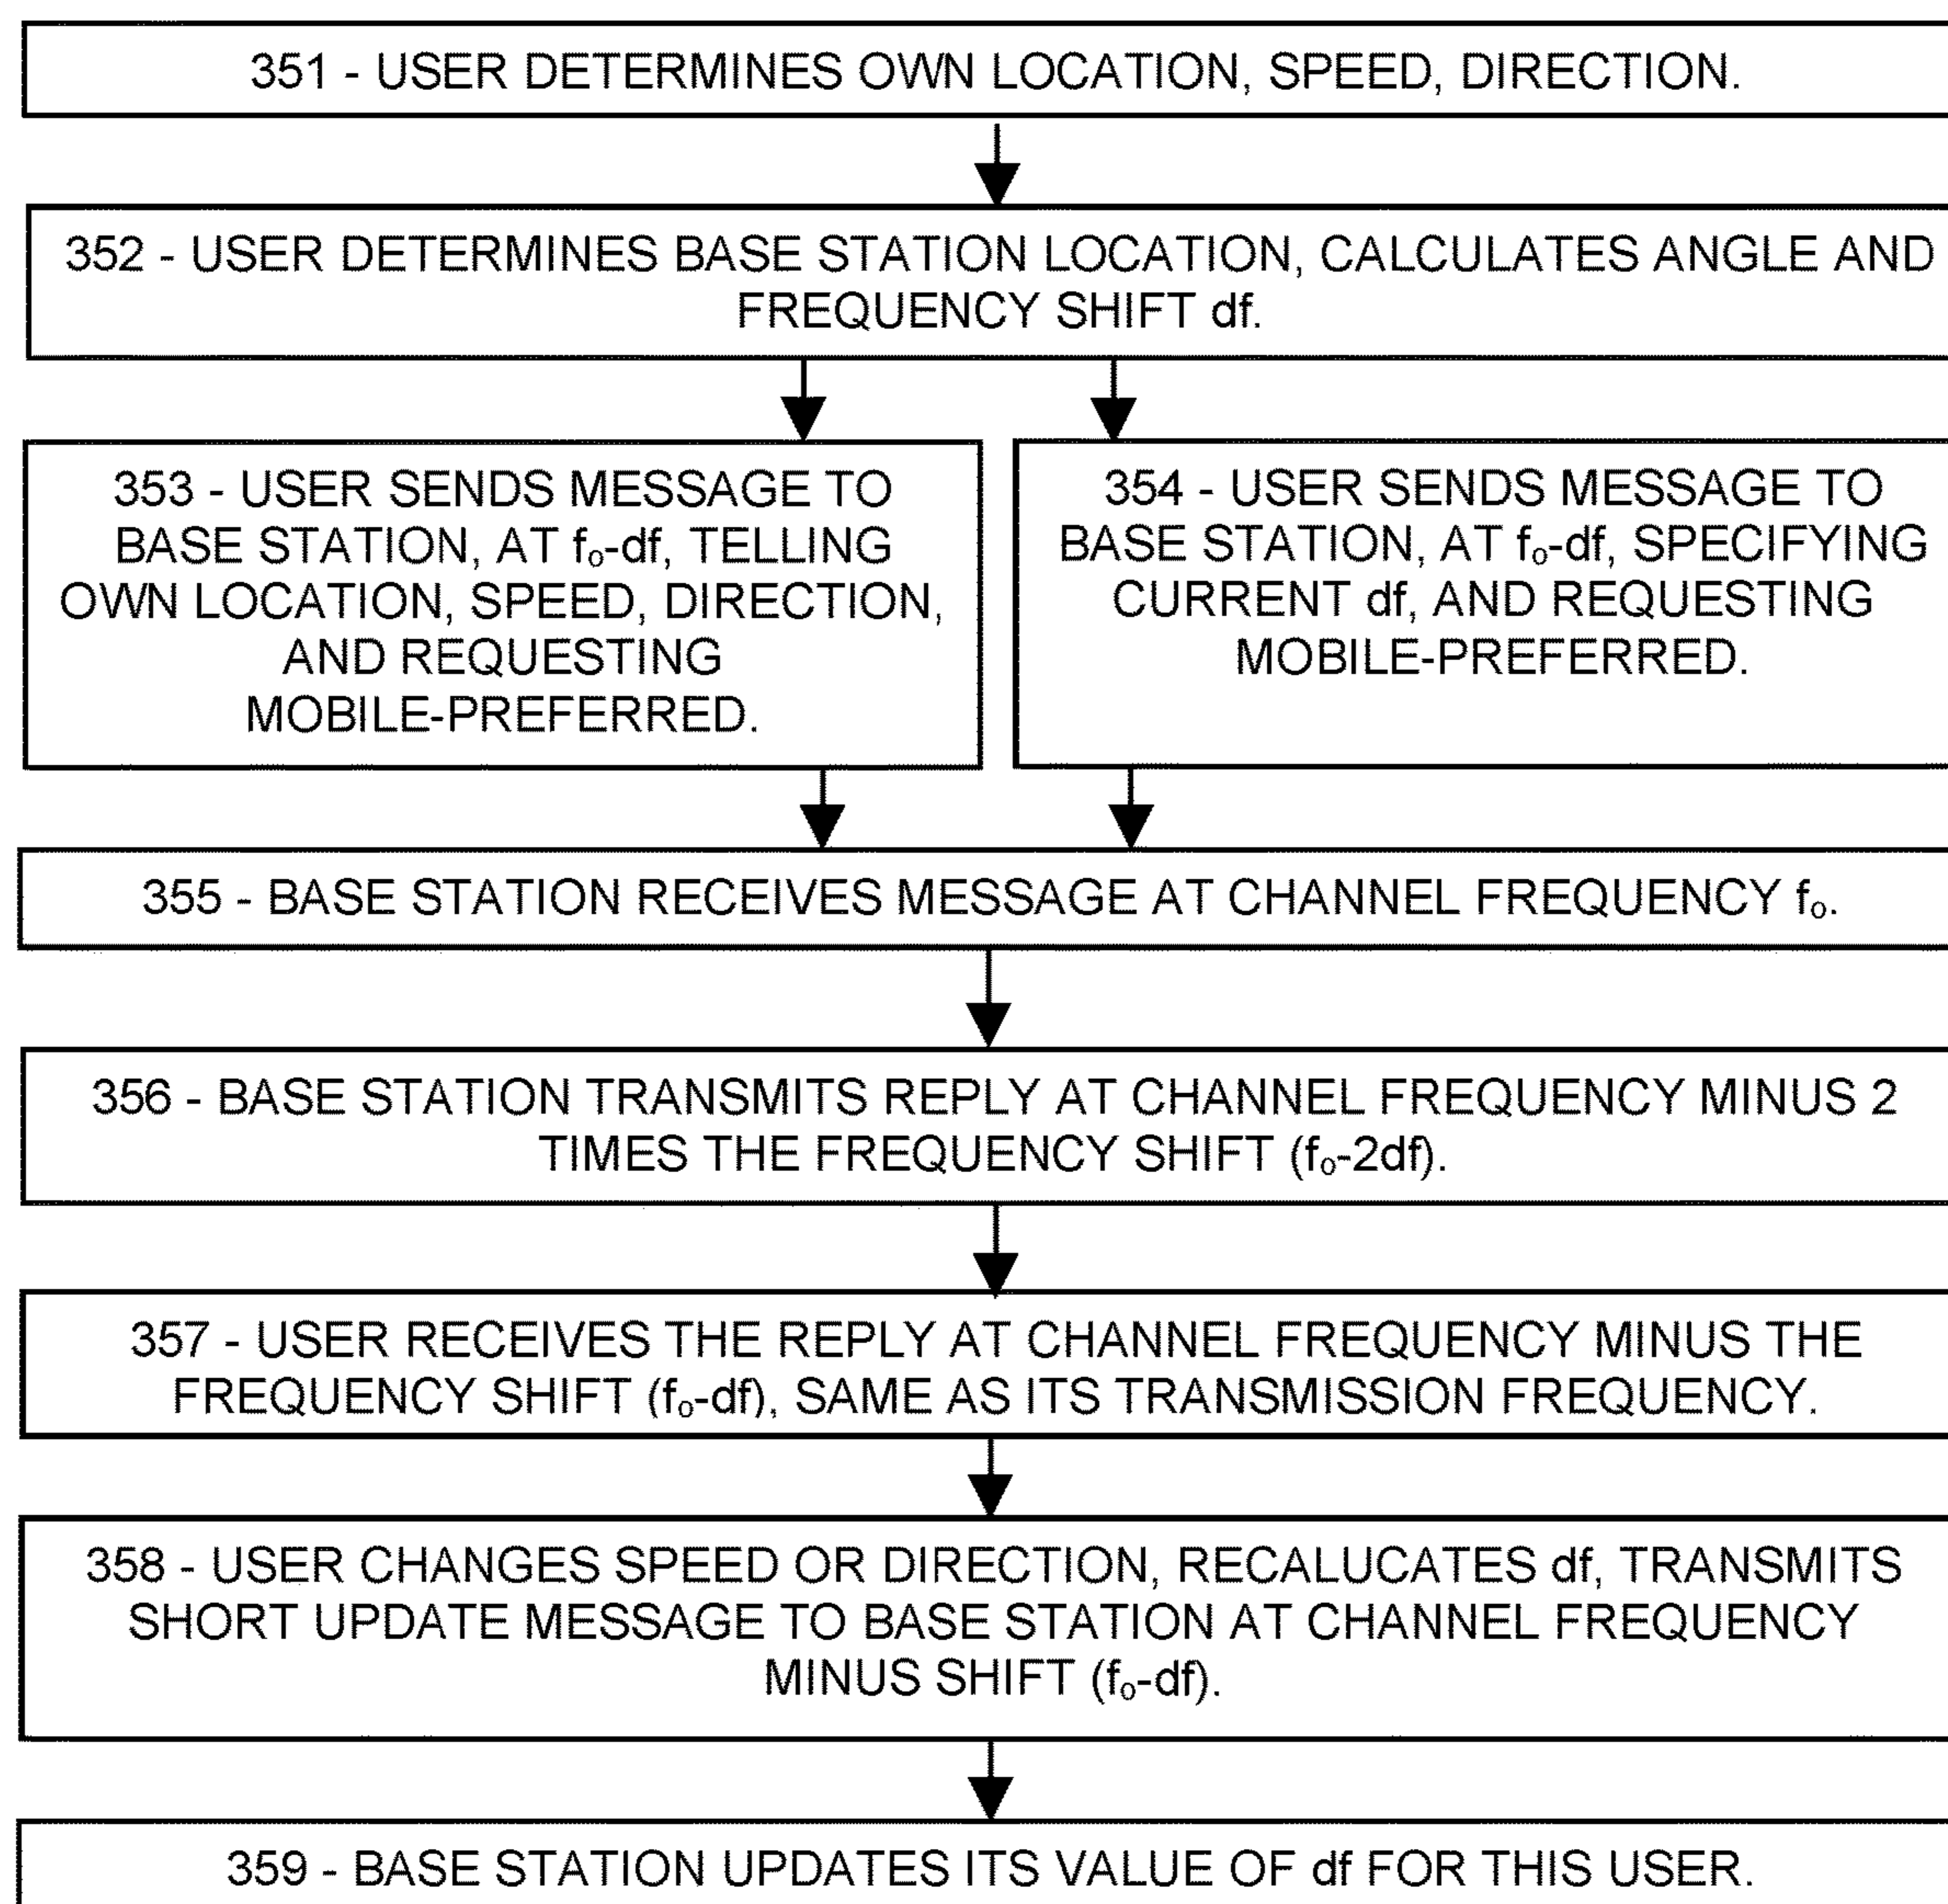 351 - USER DETERMINES OWN LOCATION, SPEED, DIRECTION.
352 - USER DETERMINES BASE STATION LOCATION, CALCULATES ANGLE AND
FREQUENCY SHIFT df.
353 - USER SENDS MESSAGE TO
BASE STATION, AT fₒ-df, TELLING
OWN LOCATION, SPEED, DIRECTION,
AND REQUESTING
MOBILE-PREFERRED.
354 - USER SENDS MESSAGE TO
BASE STATION, AT fₒ-df, SPECIFYING
CURRENT df, AND REQUESTING
MOBILE-PREFERRED.
355 - BASE STATION RECEIVES MESSAGE AT CHANNEL FREQUENCY fₒ.
356 - BASE STATION TRANSMITS REPLY AT CHANNEL FREQUENCY MINUS 2
TIMES THE FREQUENCY SHIFT (fₒ-2df).
357 - USER RECEIVES THE REPLY AT CHANNEL FREQUENCY MINUS THE
FREQUENCY SHIFT (fₒ-df), SAME AS ITS TRANSMISSION FREQUENCY.
358 - USER CHANGES SPEED OR DIRECTION, RECALUCATES df, TRANSMITS
SHORT UPDATE MESSAGE TO BASE STATION AT CHANNEL FREQUENCY
MINUS SHIFT (fₒ-df).
359 - BASE STATION UPDATES ITS VALUE OF df FOR THIS USER.